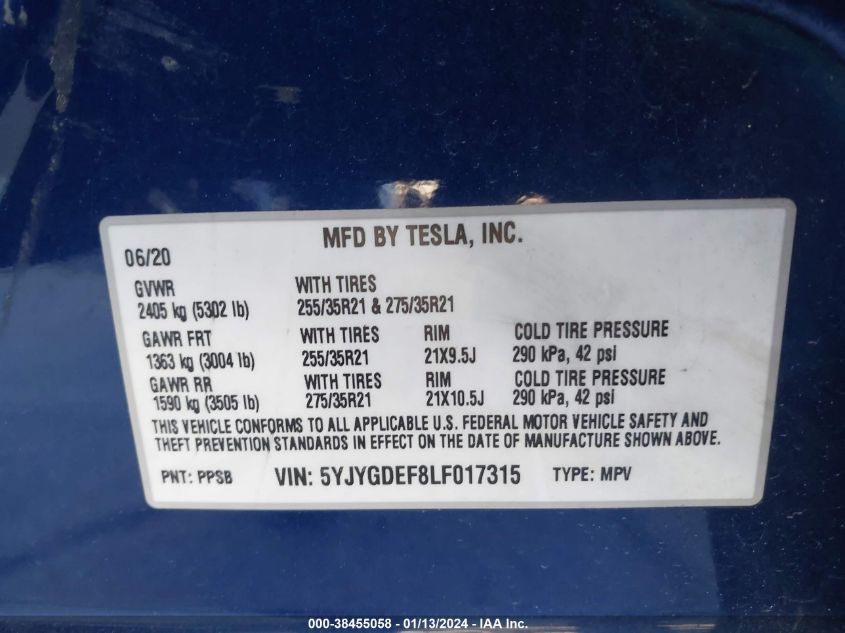 MFD BY TESLA, INC.
06/20
GVWR WITH TIRES
2405 kg (5302 lb) 255/35R21 & 275/35R21
GAWR FRT WITH TIRES RIM COLD TIRE PRESSURE
1363 kg (3004 lb) 255/35R21 21X9.5J 290 kPa, 42 psi
GAWR RR WITH TIRES RIM COLD TIRE PRESSURE
1590 kg (3505 lb) 275/35R21 21X10.5J 290 kPa, 42 psi
THIS VEHICLE CONFORMS TO ALL APPLICABLE U.S. FEDERAL MOTOR VEHICLE SAFETY AND
THEFT PREVENTION STANDARDS IN EFFECT ON THE DATE OF MANUFACTURE SHOWN ABOVE.
PNT: PPSB VIN: 5YJYGDEF8LF017315 TYPE: MPV
000-38455058 - 01/13/2024 - IAA Inc.